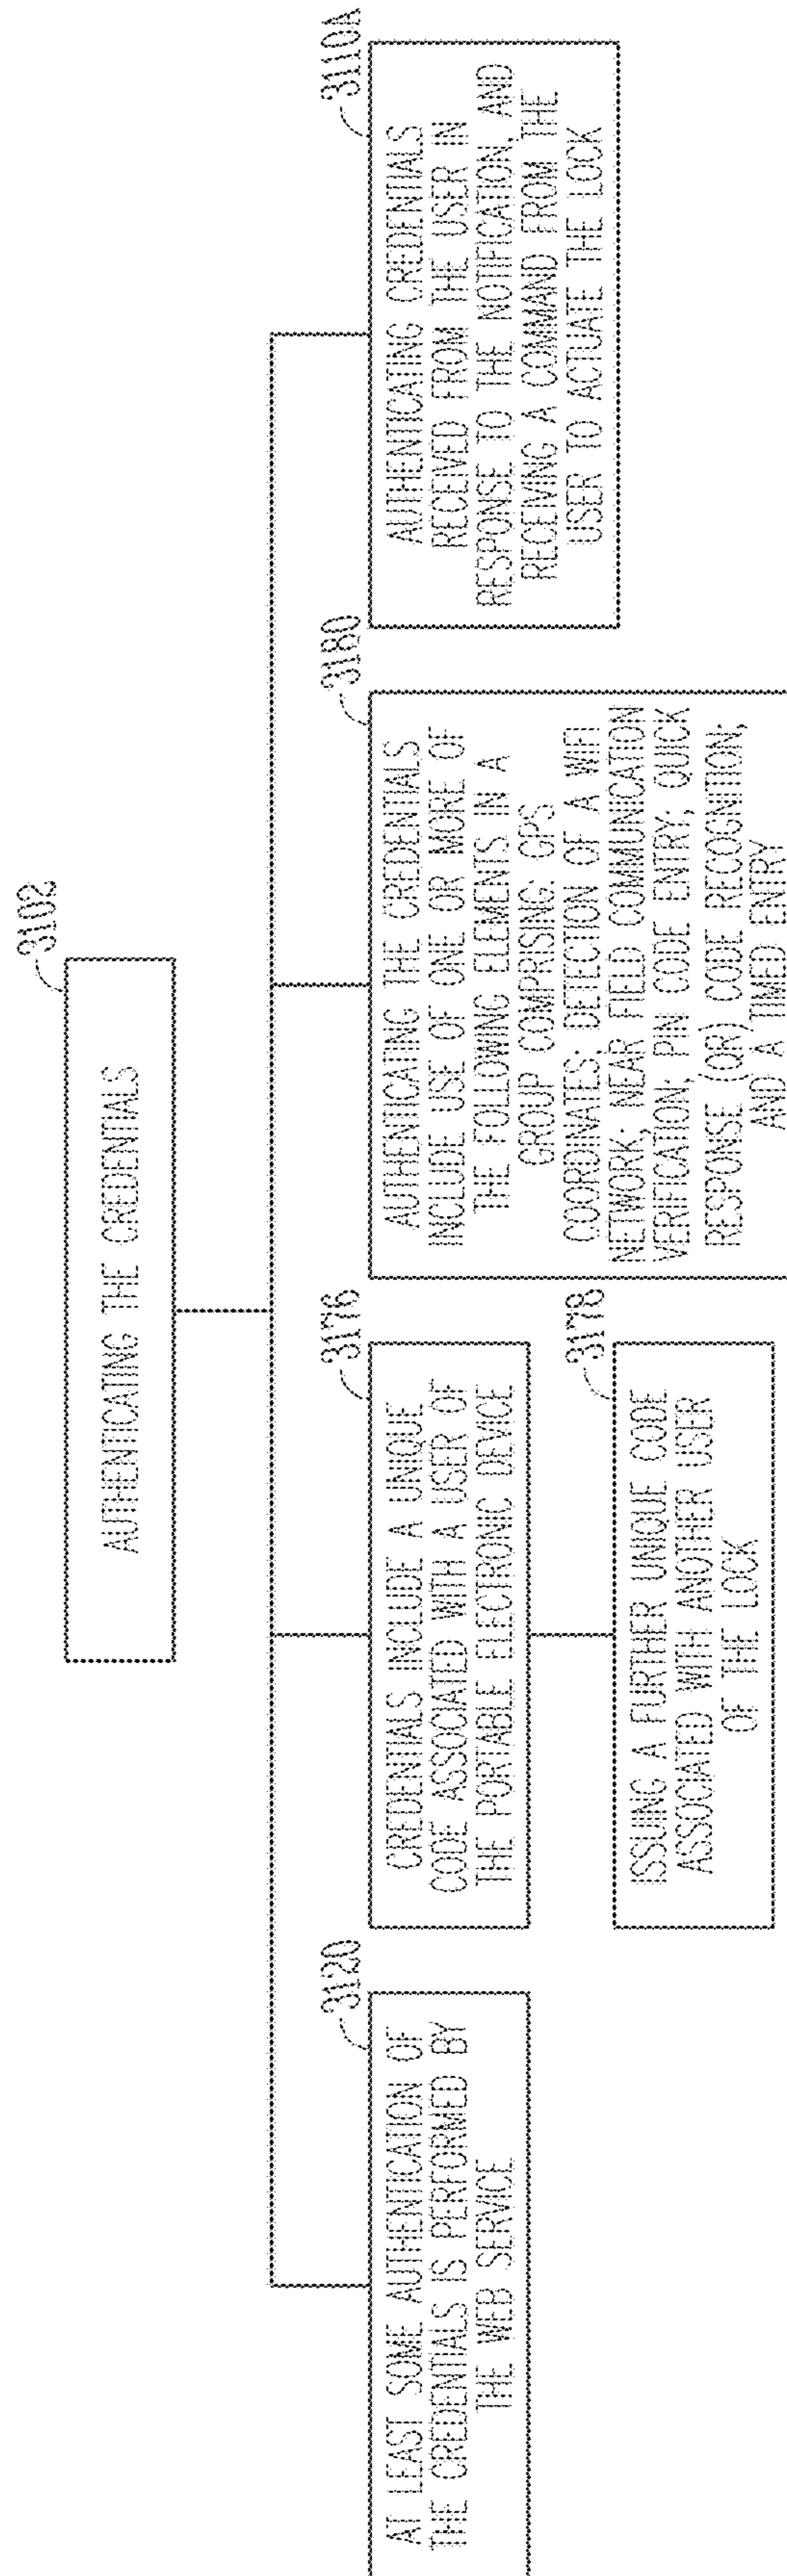 3102
AUTHENTICATING THE CREDENTIALS
3120
AT LEAST SOME AUTHENTICATION OF
THE CREDENTIALS IS PERFORMED BY
THE WEB SERVICE
3176
CREDENTIALS INCLUDE A UNIQUE
CODE ASSOCIATED WITH A USER OF
THE PORTABLE ELECTRONIC DEVICE
3178
ISSUING A FURTHER UNIQUE CODE
ASSOCIATED WITH ANOTHER USER
OF THE LOCK
3180
AUTHENTICATING THE CREDENTIALS
INCLUDE USE OF ONE OR MORE OF
THE FOLLOWING ELEMENTS IN A
GROUP COMPRISING: GPS
COORDINATES; DETECTION OF A WIFI
NETWORK; NEAR FIELD COMMUNICATION
VERIFICATION; PIN CODE ENTRY; QUICK
RESPONSE (QR) CODE RECOGNITION;
AND A TIMED ENTRY
3110A
AUTHENTICATING CREDENTIALS
RECEIVED FROM THE USER IN
RESPONSE TO THE NOTIFICATION, AND
RECEIVING A COMMAND FROM THE
USER TO ACTUATE THE LOCK